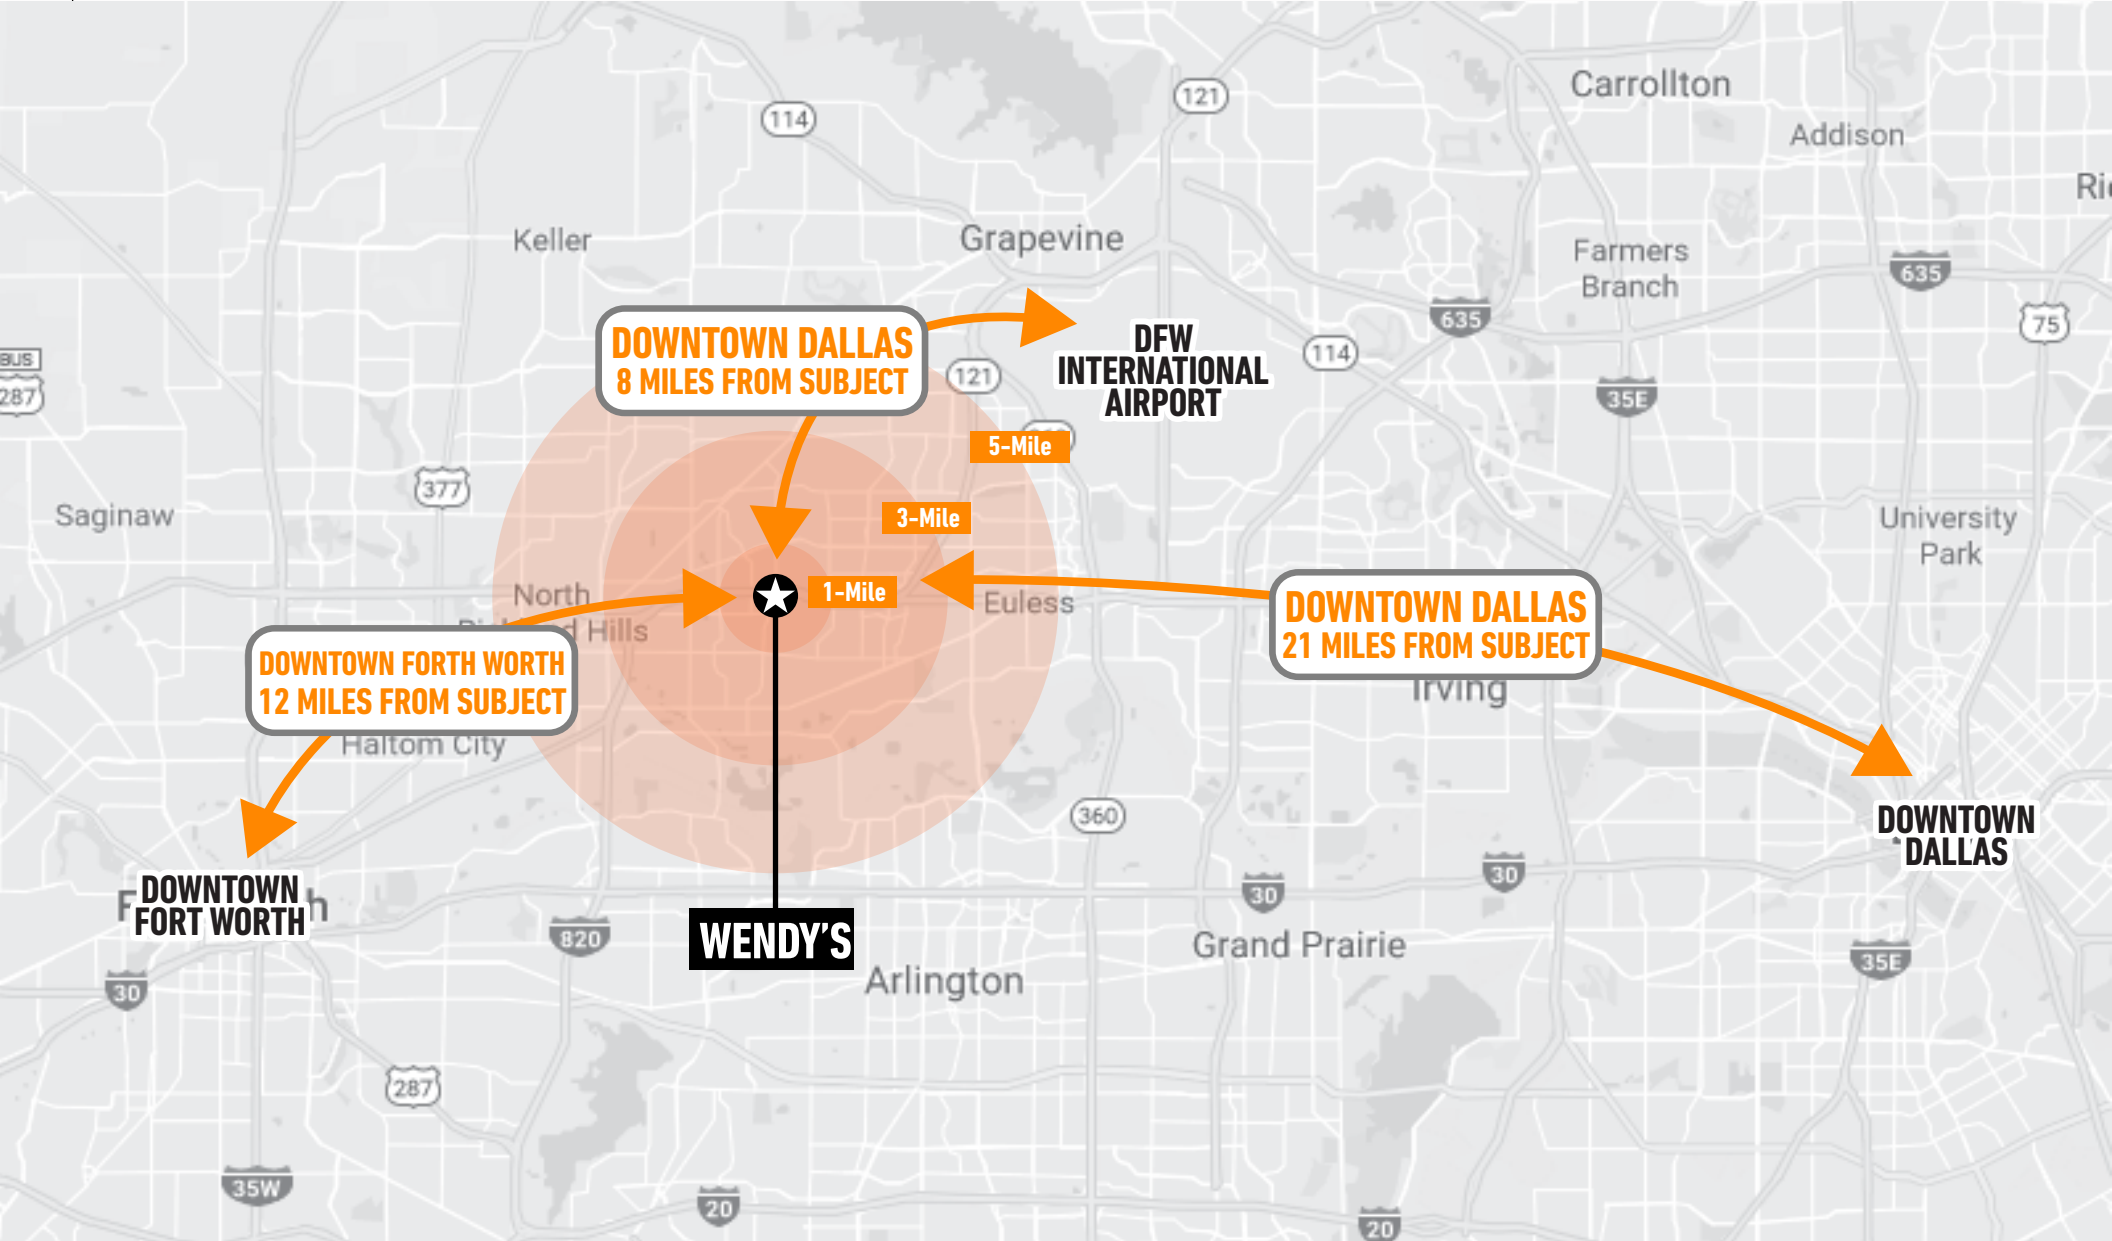 Carrollton
121
114
Addison
Keller
Grapevine
Farmers
Branch
635
635
75
DOWNTOWN DALLAS
8 MILES FROM SUBJECT
DFW
INTERNATIONAL
AIRPORT
114
BUS
287
121
35E
5-Mile
377
Saginaw
3-Mile
University
Park
North
Hills
1-Mile
Euless
DOWNTOWN DALLAS
21 MILES FROM SUBJECT
DOWNTOWN FORTH WORTH
12 MILES FROM SUBJECT
Irving
Haltom City
360
DOWNTOWN
DALLAS
30
30
DOWNTOWN
FORT WORTH
820
WENDY'S
Grand Prairie
35E
Arlington
30
287
35W
20
20